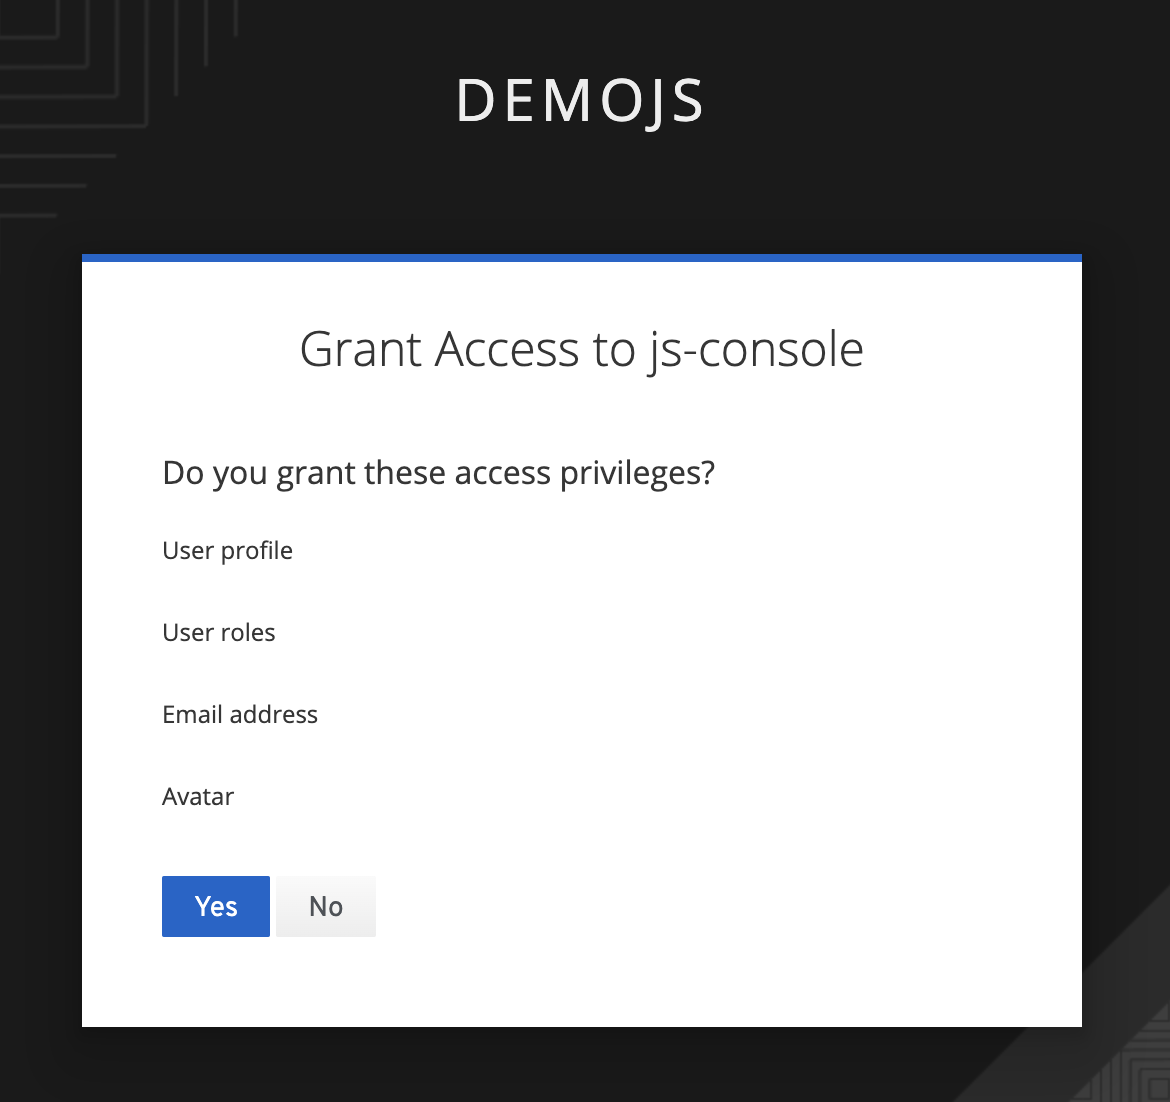 DEMOJS
Grant Access to js-console
Do you grant these access privileges?
User profile
User roles
Email address
Avatar
Yes
No